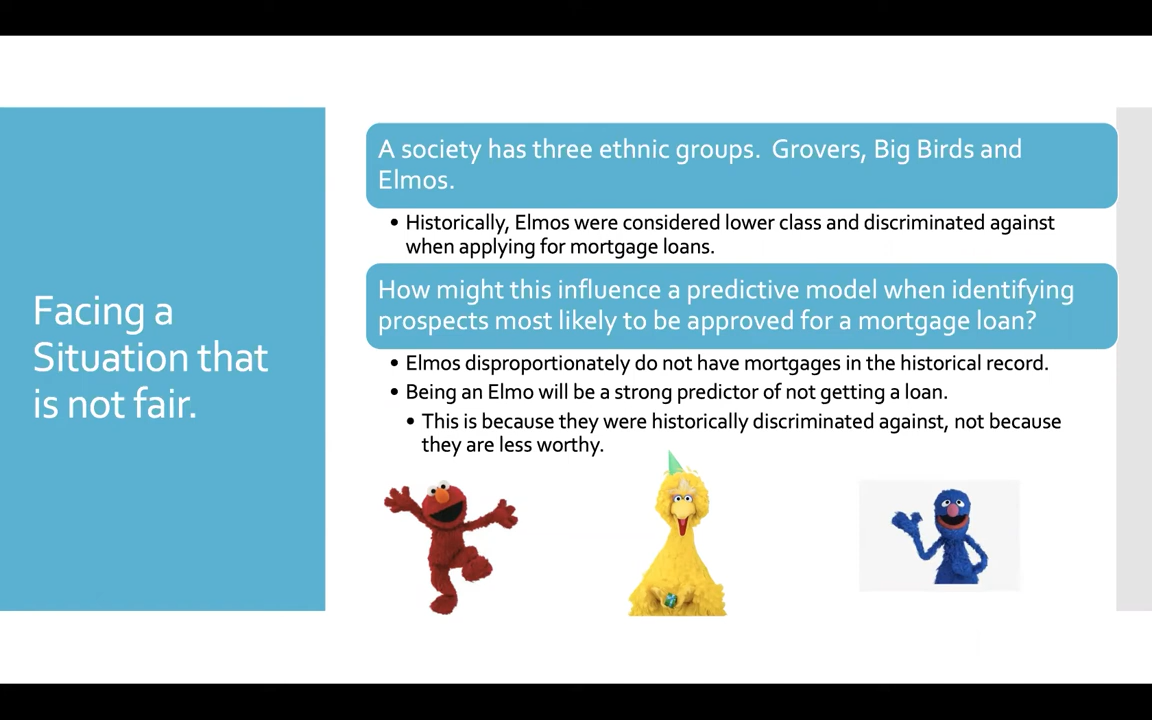 Facing a
Situation that
is not fair.
A society has three ethnic groups.  Grovers, Big Birds and
Elmos.
• Historically, Elmos were considered lower class and discriminated against
when applying for mortgage loans.
How might this influence a predictive model when identifying
prospects most likely to be approved for a mortgage loan?
• Elmos disproportionately do not have mortgages in the historical record.
• Being an Elmo will be a strong predictor of not getting a loan.
• This is because they were historically discriminated against, not because
they are less worthy.